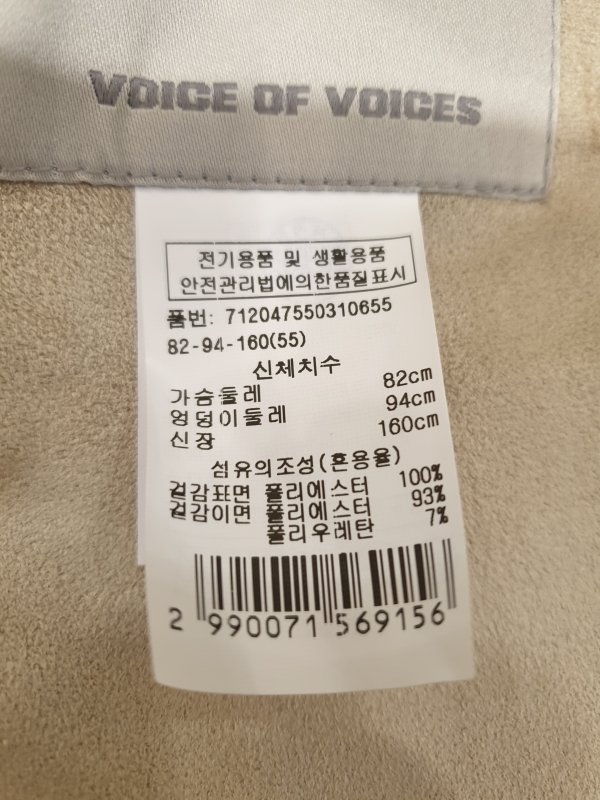 VOICE OF VOICES
전기용품 및 생활용품
안전관리법에의한품질표시
품번: 712047550310655
82-94-160(55)
신체치수
가슴둘레 82cm
엉덩이둘레 94cm
신장 160cm
섬유의조성(혼용율)
겉감표면 폴리에스터 100%
겉감이면 폴리에스터 93%
폴리우레탄 7%
2 990071 569156